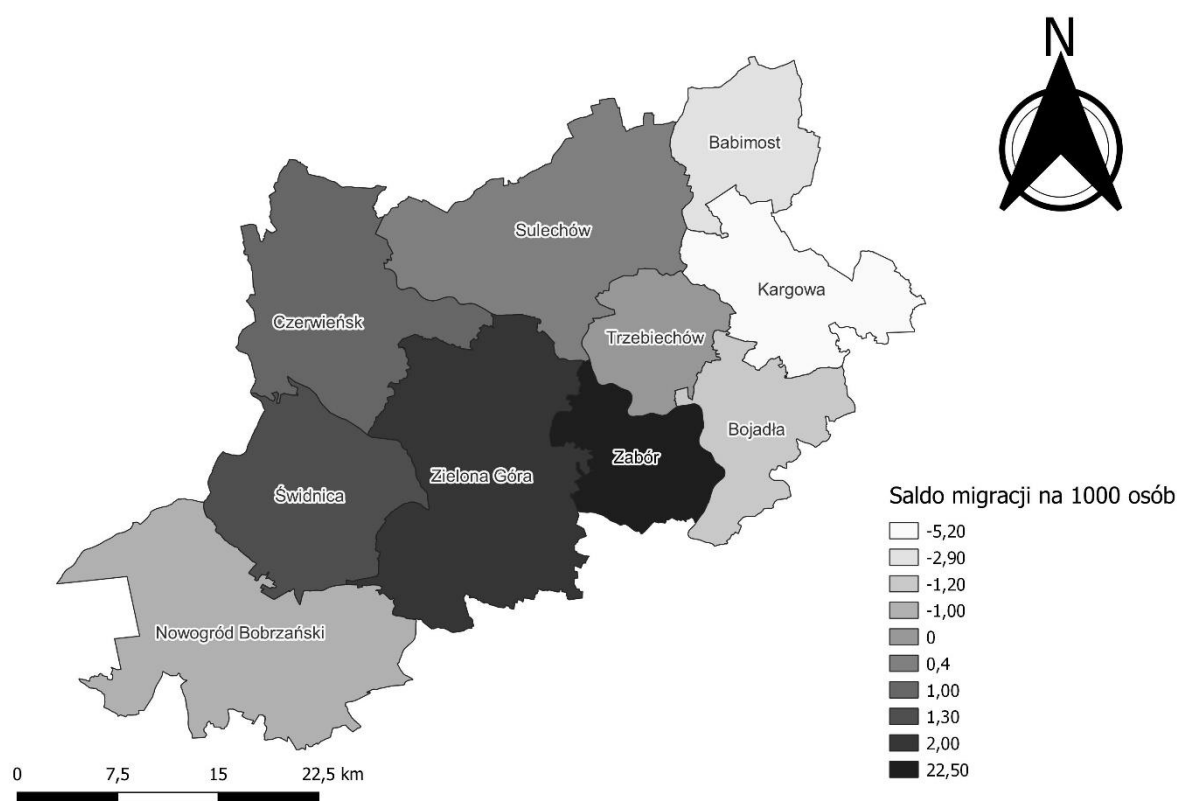 N
Babimost
Sulechów
Kargowa
Czerwieńsk
Trzebiechów
Bojadła
Zabór
Zielona Góra
Świdnica
Nowogród Bobrzański
Saldo migracji na 1000 osób
-5,20
-2,90
-1,20
-1,00
0
0,4
1,00
1,30
2,00
22,50
0 7,5 15 22,5 km